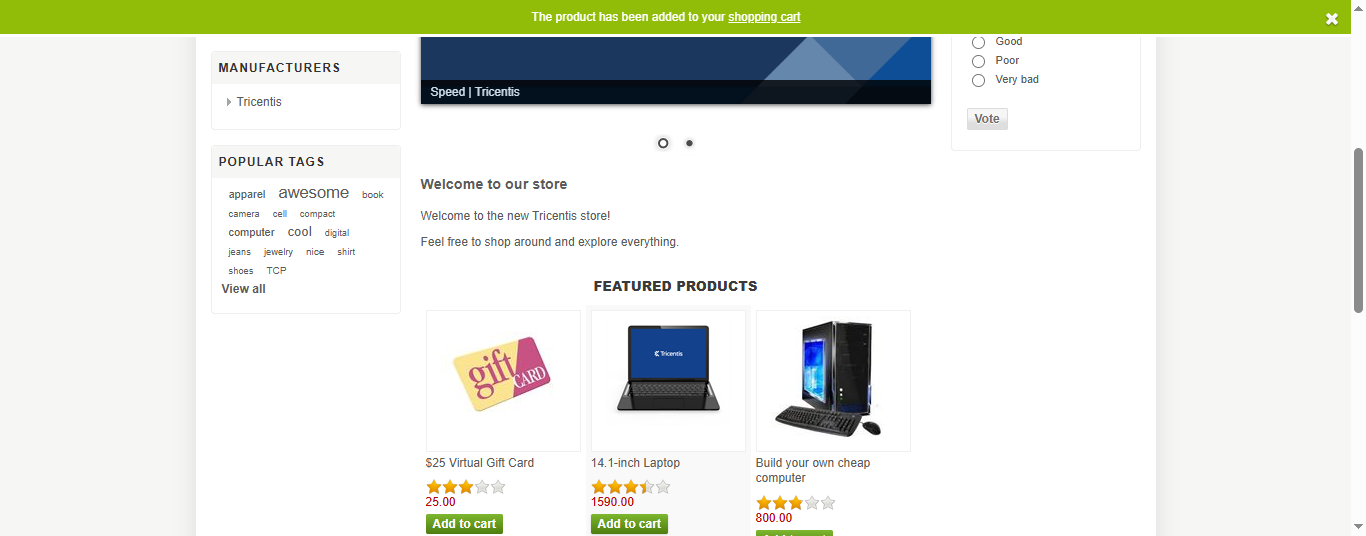 The product has been added to your shopping cart
MANUFACTURERS
Tricentis
POPULAR TAGS
apparel awesome book
camera cell compact
computer cool digital
jeans jewelry nice shirt
shoes TCP
View all
Speed | Tricentis
Welcome to our store
Welcome to the new Tricentis store!
Feel free to shop around and explore everything.
FEATURED PRODUCTS
gift CARD
$25 Virtual Gift Card
25.00
Add to cart
Tricentis
14.1-inch Laptop
1590.00
Add to cart
Build your own cheap
computer
800.00
Good
Poor
Very bad
Vote